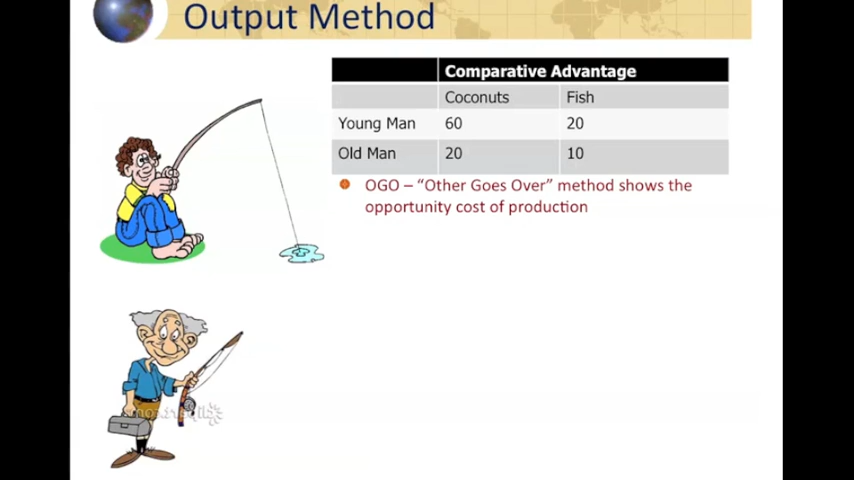 Output Method
Comparative Advantage
Coconuts Fish
Young Man 60 20
Old Man 20 10
OGO – “Other Goes Over” method shows the
opportunity cost of production